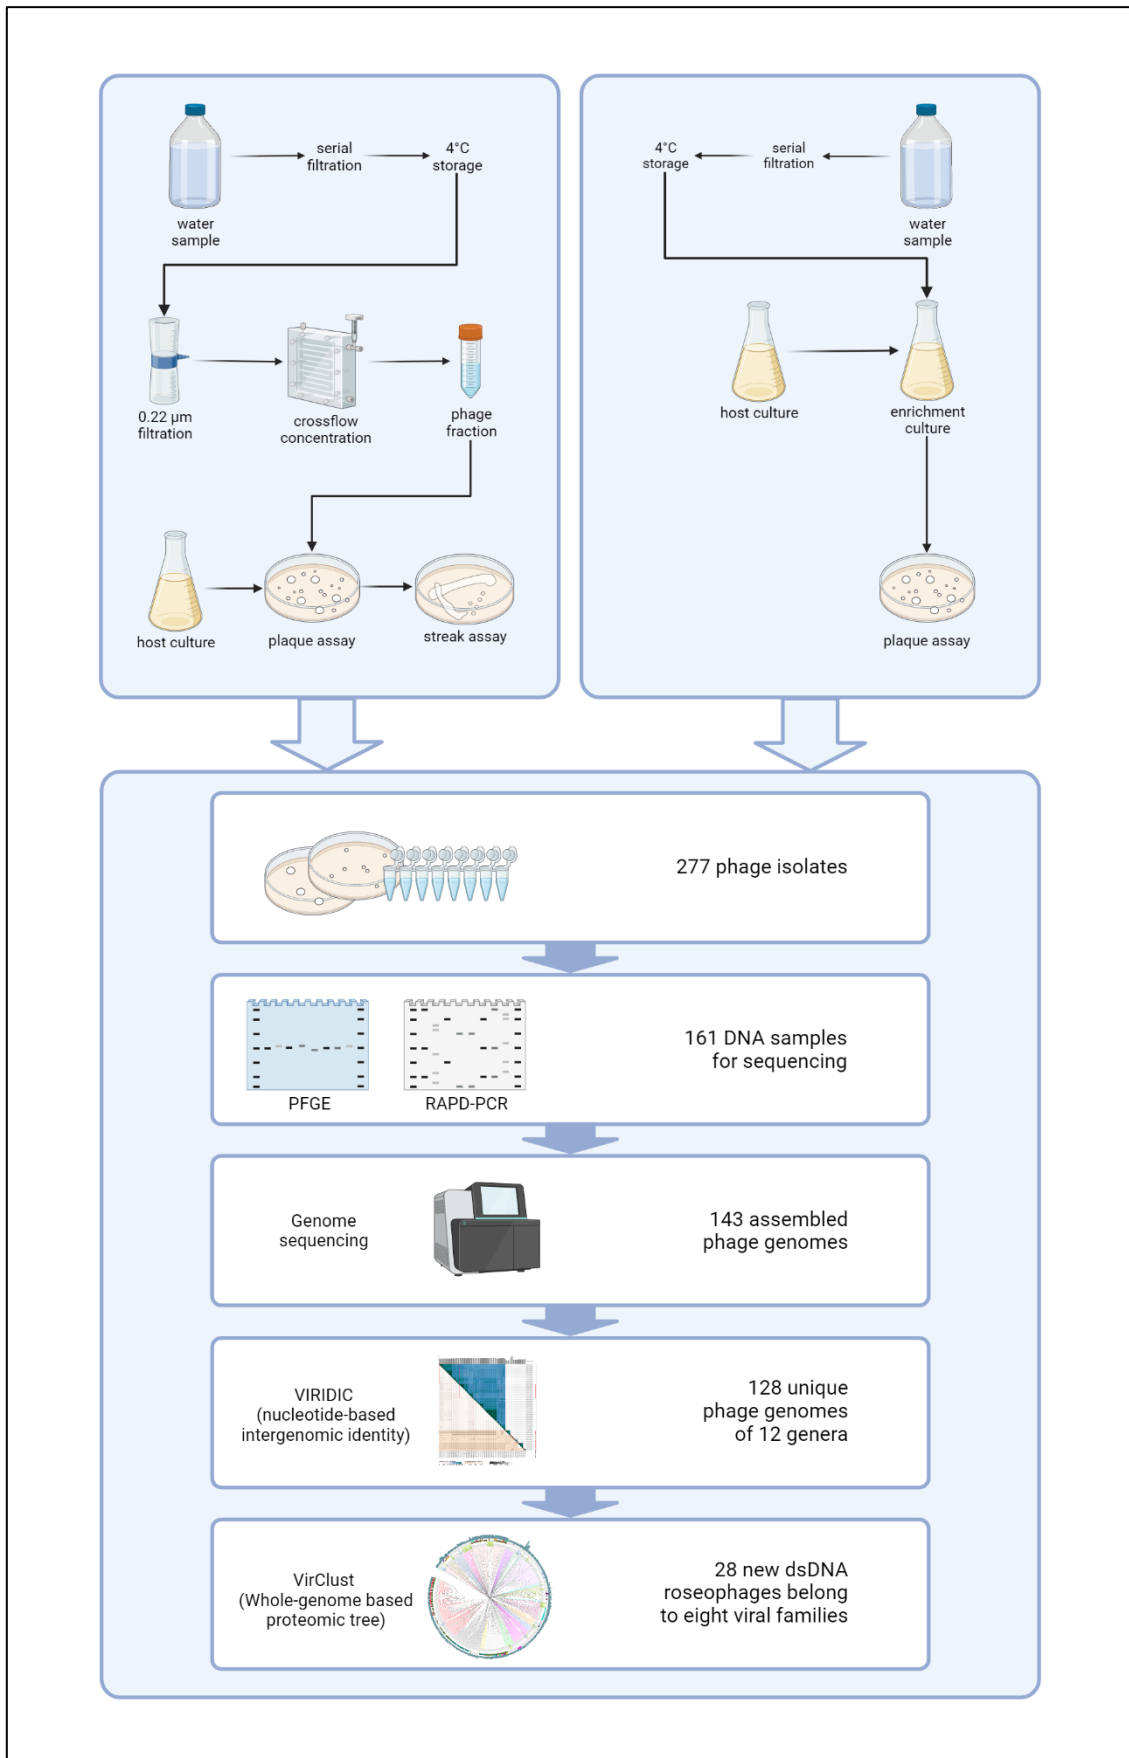 water
sample
serial
filtration
4°C
storage
0.22 µm
filtration
crossflow
concentration
phage
fraction
host culture
plaque assay
streak assay
4°C
storage
serial
filtration
water
sample
host culture
enrichment
culture
plaque assay
277 phage isolates
PFGE
RAPD-PCR
161 DNA samples
for sequencing
Genome
sequencing
143 assembled
phage genomes
VIRIDIC
(nucleotide-based
intergenomic identity)
128 unique
phage genomes
of 12 genera
VirClust
(Whole-genome based
proteomic tree)
28 new dsDNA
roseophages belong
to eight viral families